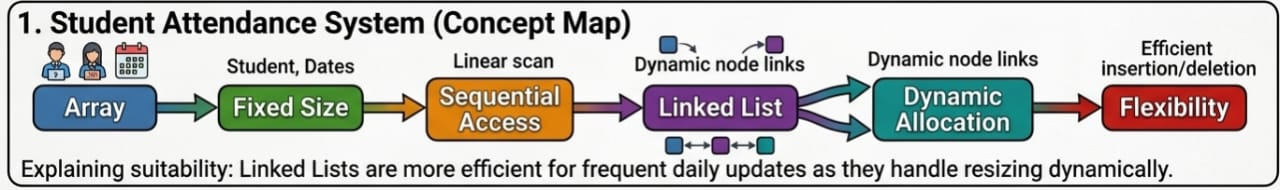 1. Student Attendance System (Concept Map)
Student, Dates
Linear scan
Dynamic node links
Dynamic node links
Efficient
insertion/deletion
Array
Fixed Size
Sequential
Access
Linked List
Dynamic
Allocation
Flexibility
Explaining suitability: Linked Lists are more efficient for frequent daily updates as they handle resizing dynamically.